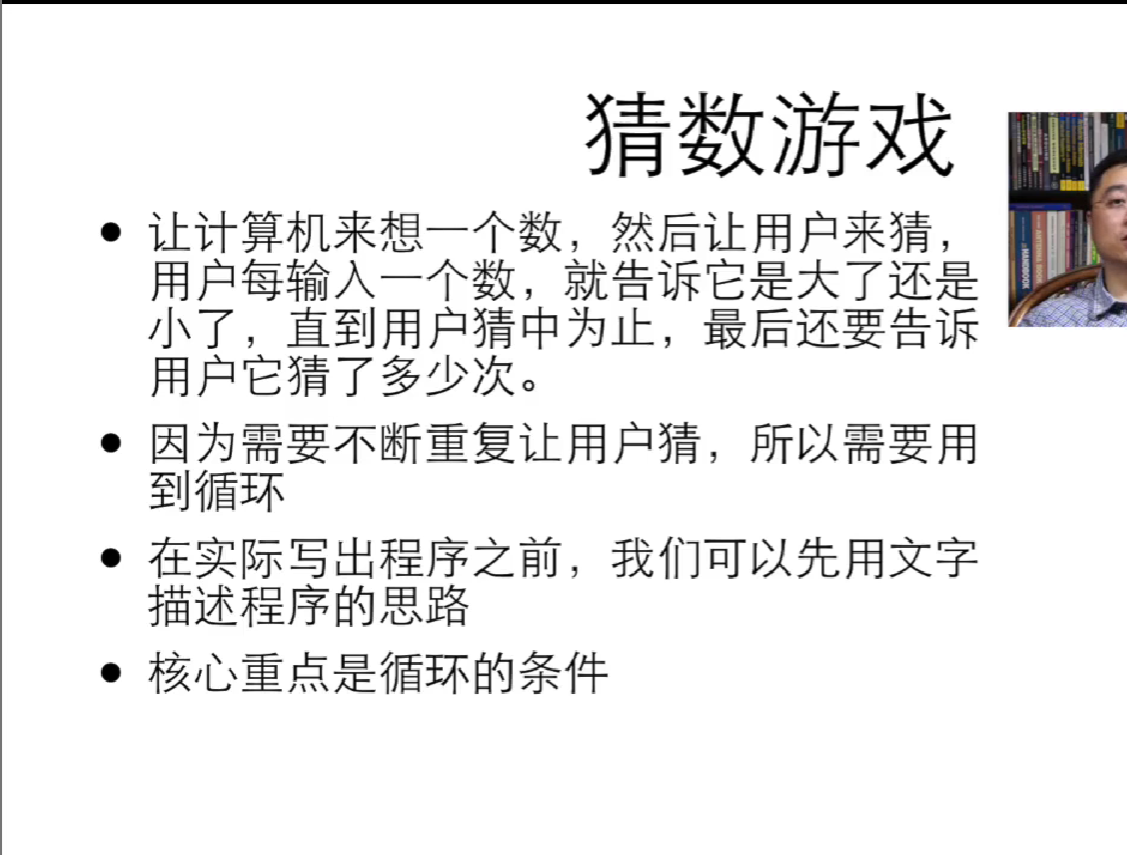 猜数游戏
• 让计算机来想一个数，然后让用户来猜，
用户每输入一个数，就告诉它是大了还是
小了，直到用户猜中为止，最后还要告诉
用户它猜了多少次。
• 因为需要不断重复让用户猜，所以需要用
到循环
• 在实际写出程序之前，我们可以先用文字
描述程序的思路
• 核心重点是循环的条件